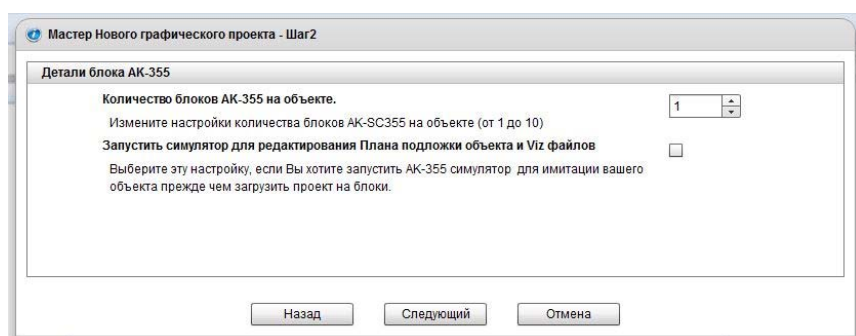 Мастер Нового графического проекта - Шаг2
Детали блока АК-355
Количество блоков АК-355 на объекте.
1
Измените настройки количества блоков AK-SC355 на объекте (от 1 до 10)
Запустить симулятор для редактирования Плана подложки объекта и Viz файлов
Выберите эту настройку, если Вы хотите запустить АК-355 симулятор для имитации вашего
объекта прежде чем загрузить проект на блоки.
Назад Следующий Отмена